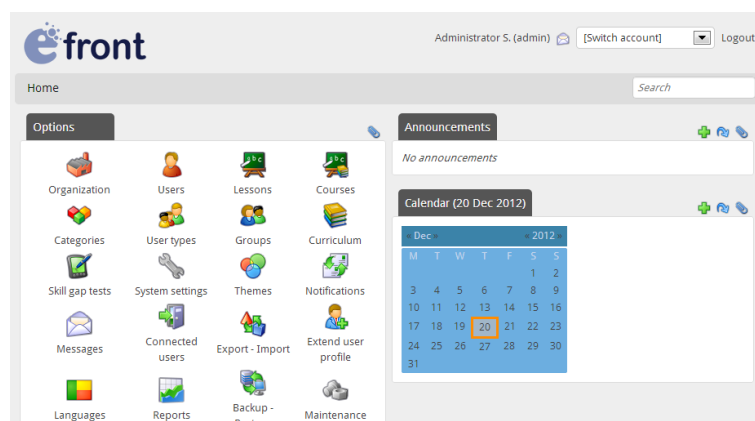 efront
Administrator S. (admin) [Switch account] Logout
Home
Search
Options
Organization Users Lessons Courses
Categories User types Groups Curriculum
Skill gap tests System settings Themes Notifications
Messages Connected users Export - Import Extend user profile
Languages Reports Backup - Maintenance
Announcements
No announcements
Calendar (20 Dec 2012)
« Dec » « 2012 »
M T W T F S S
1 2
3 4 5 6 7 8 9
10 11 12 13 14 15 16
17 18 19 20 21 22 23
24 25 26 27 28 29 30
31